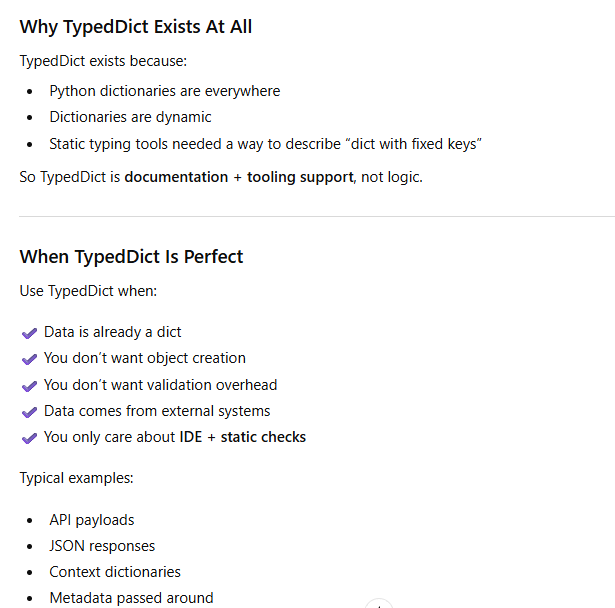 Why TypedDict Exists At All
TypedDict exists because:
• Python dictionaries are everywhere
• Dictionaries are dynamic
• Static typing tools needed a way to describe “dict with fixed keys”
So TypedDict is documentation + tooling support, not logic.
When TypedDict Is Perfect
Use TypedDict when:
✔ Data is already a dict
✔ You don’t want object creation
✔ You don’t want validation overhead
✔ Data comes from external systems
✔ You only care about IDE + static checks
Typical examples:
• API payloads
• JSON responses
• Context dictionaries
• Metadata passed around